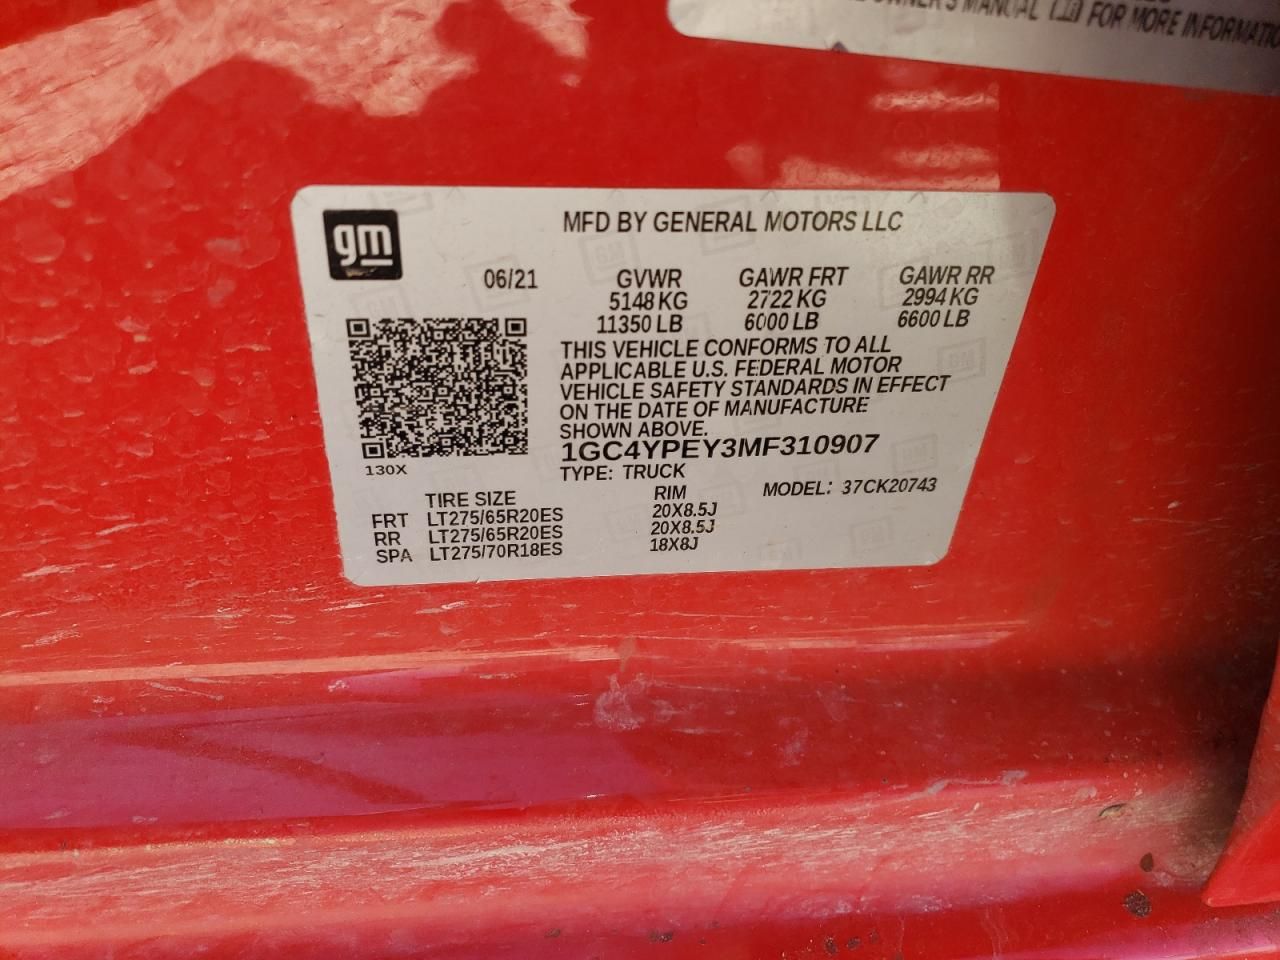 OWNER'S MANUAL FOR MORE INFORMATIO
gm
MFD BY GENERAL MOTORS LLC
06/21 GVWR GAWR FRT GAWR RR
5148 KG 2722 KG 2994 KG
11350 LB 6000 LB 6600 LB
THIS VEHICLE CONFORMS TO ALL
APPLICABLE U.S. FEDERAL MOTOR
VEHICLE SAFETY STANDARDS IN EFFECT
ON THE DATE OF MANUFACTURE
SHOWN ABOVE.
1GC4YPEY3MF310907
130X
TYPE: TRUCK
TIRE SIZE RIM MODEL: 37CK20743
FRT LT275/65R20ES 20X8.5J
RR LT275/65R20ES 20X8.5J
SPA LT275/70R18ES 18X8J